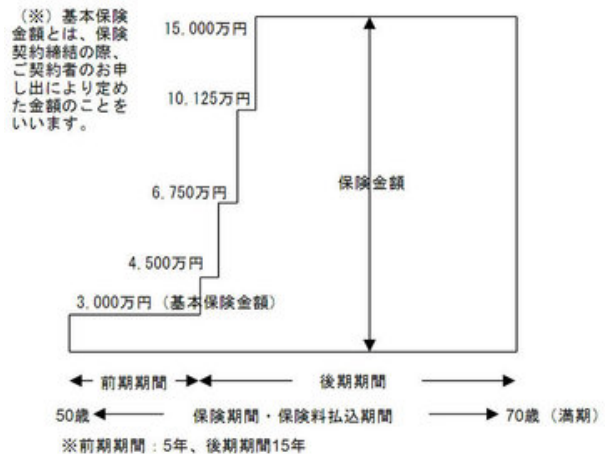 （※）基本保険
金額とは、保険
契約締結の際、
ご契約者のお申
し出により定め
た金額のことを
いいます。
15,000万円
10,125万円
6,750万円
保険金額
4,500万円
3,000万円（基本保険金額）
前期期間
後期期間
50歳 保険期間・保険料払込期間 70歳（満期）
※前期期間：5年、後期期間15年